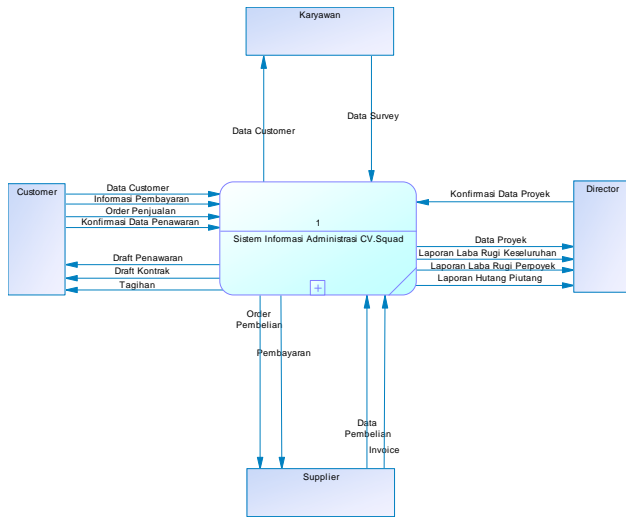 Karyawan
Data Customer
Data Survey
Customer
Data Customer
Informasi Pembayaran
Order Penjualan
Konfirmasi Data Penawaran
Draft Penawaran
Draft Kontrak
Tagihan
1
Sistem Informasi Administrasi CV.Squad
Director
Konfirmasi Data Proyek
Data Proyek
Laporan Laba Rugi Keseluruhan
Laporan Laba Rugi Perpoyek
Laporan Hutang Piutang
Order
Pembelian
Pembayaran
Data
Pembelian
Invoice
Supplier